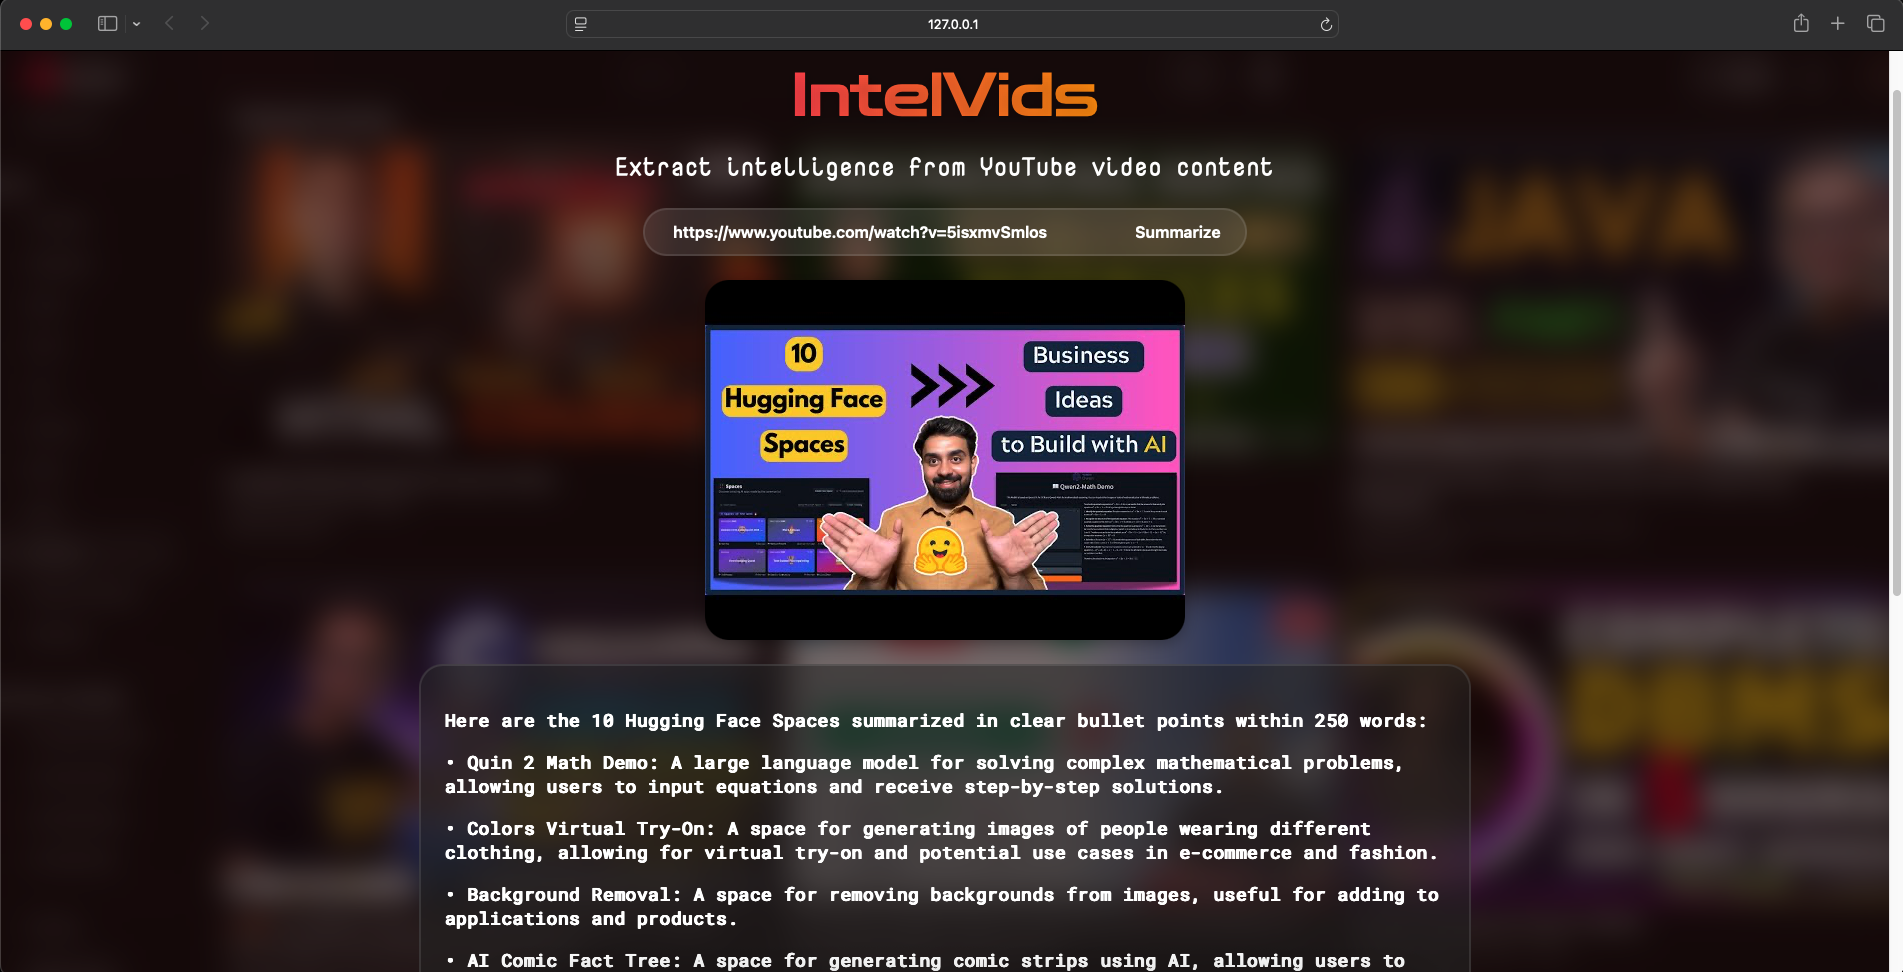 127.0.0.1
IntelVids
Extract intelligence from YouTube video content
https://www.youtube.com/watch?v=5isxmvSmlos
Summarize
10
Hugging Face
Spaces
Business
Ideas
to Build with AI
Spaces
Qwen2-Math Demo
Here are the 10 Hugging Face Spaces summarized in clear bullet points within 250 words:
• Quin 2 Math Demo: A large language model for solving complex mathematical problems,
allowing users to input equations and receive step-by-step solutions.
• Colors Virtual Try-On: A space for generating images of people wearing different
clothing, allowing for virtual try-on and potential use cases in e-commerce and fashion.
• Background Removal: A space for removing backgrounds from images, useful for adding to
applications and products.
• AI Comic Fact Tree: A space for generating comic strips using AI, allowing users to
JAVA